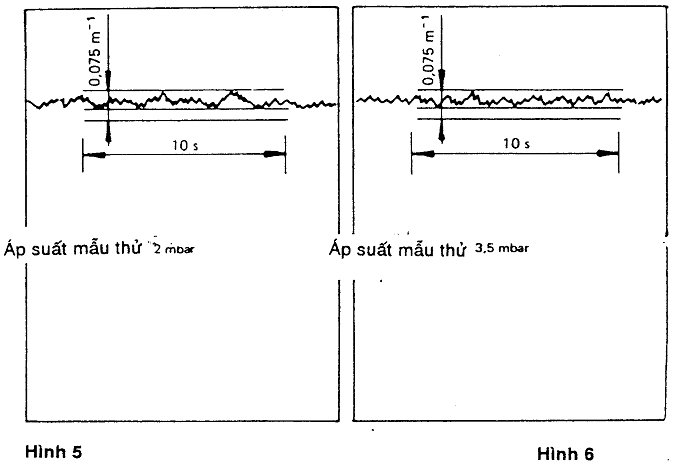 0,075 m⁻¹
10 s
Áp suất mẫu thử 2 mbar
Hình 5
0,075 m⁻¹
10 s
Áp suất mẫu thử 3,5 mbar
Hình 6